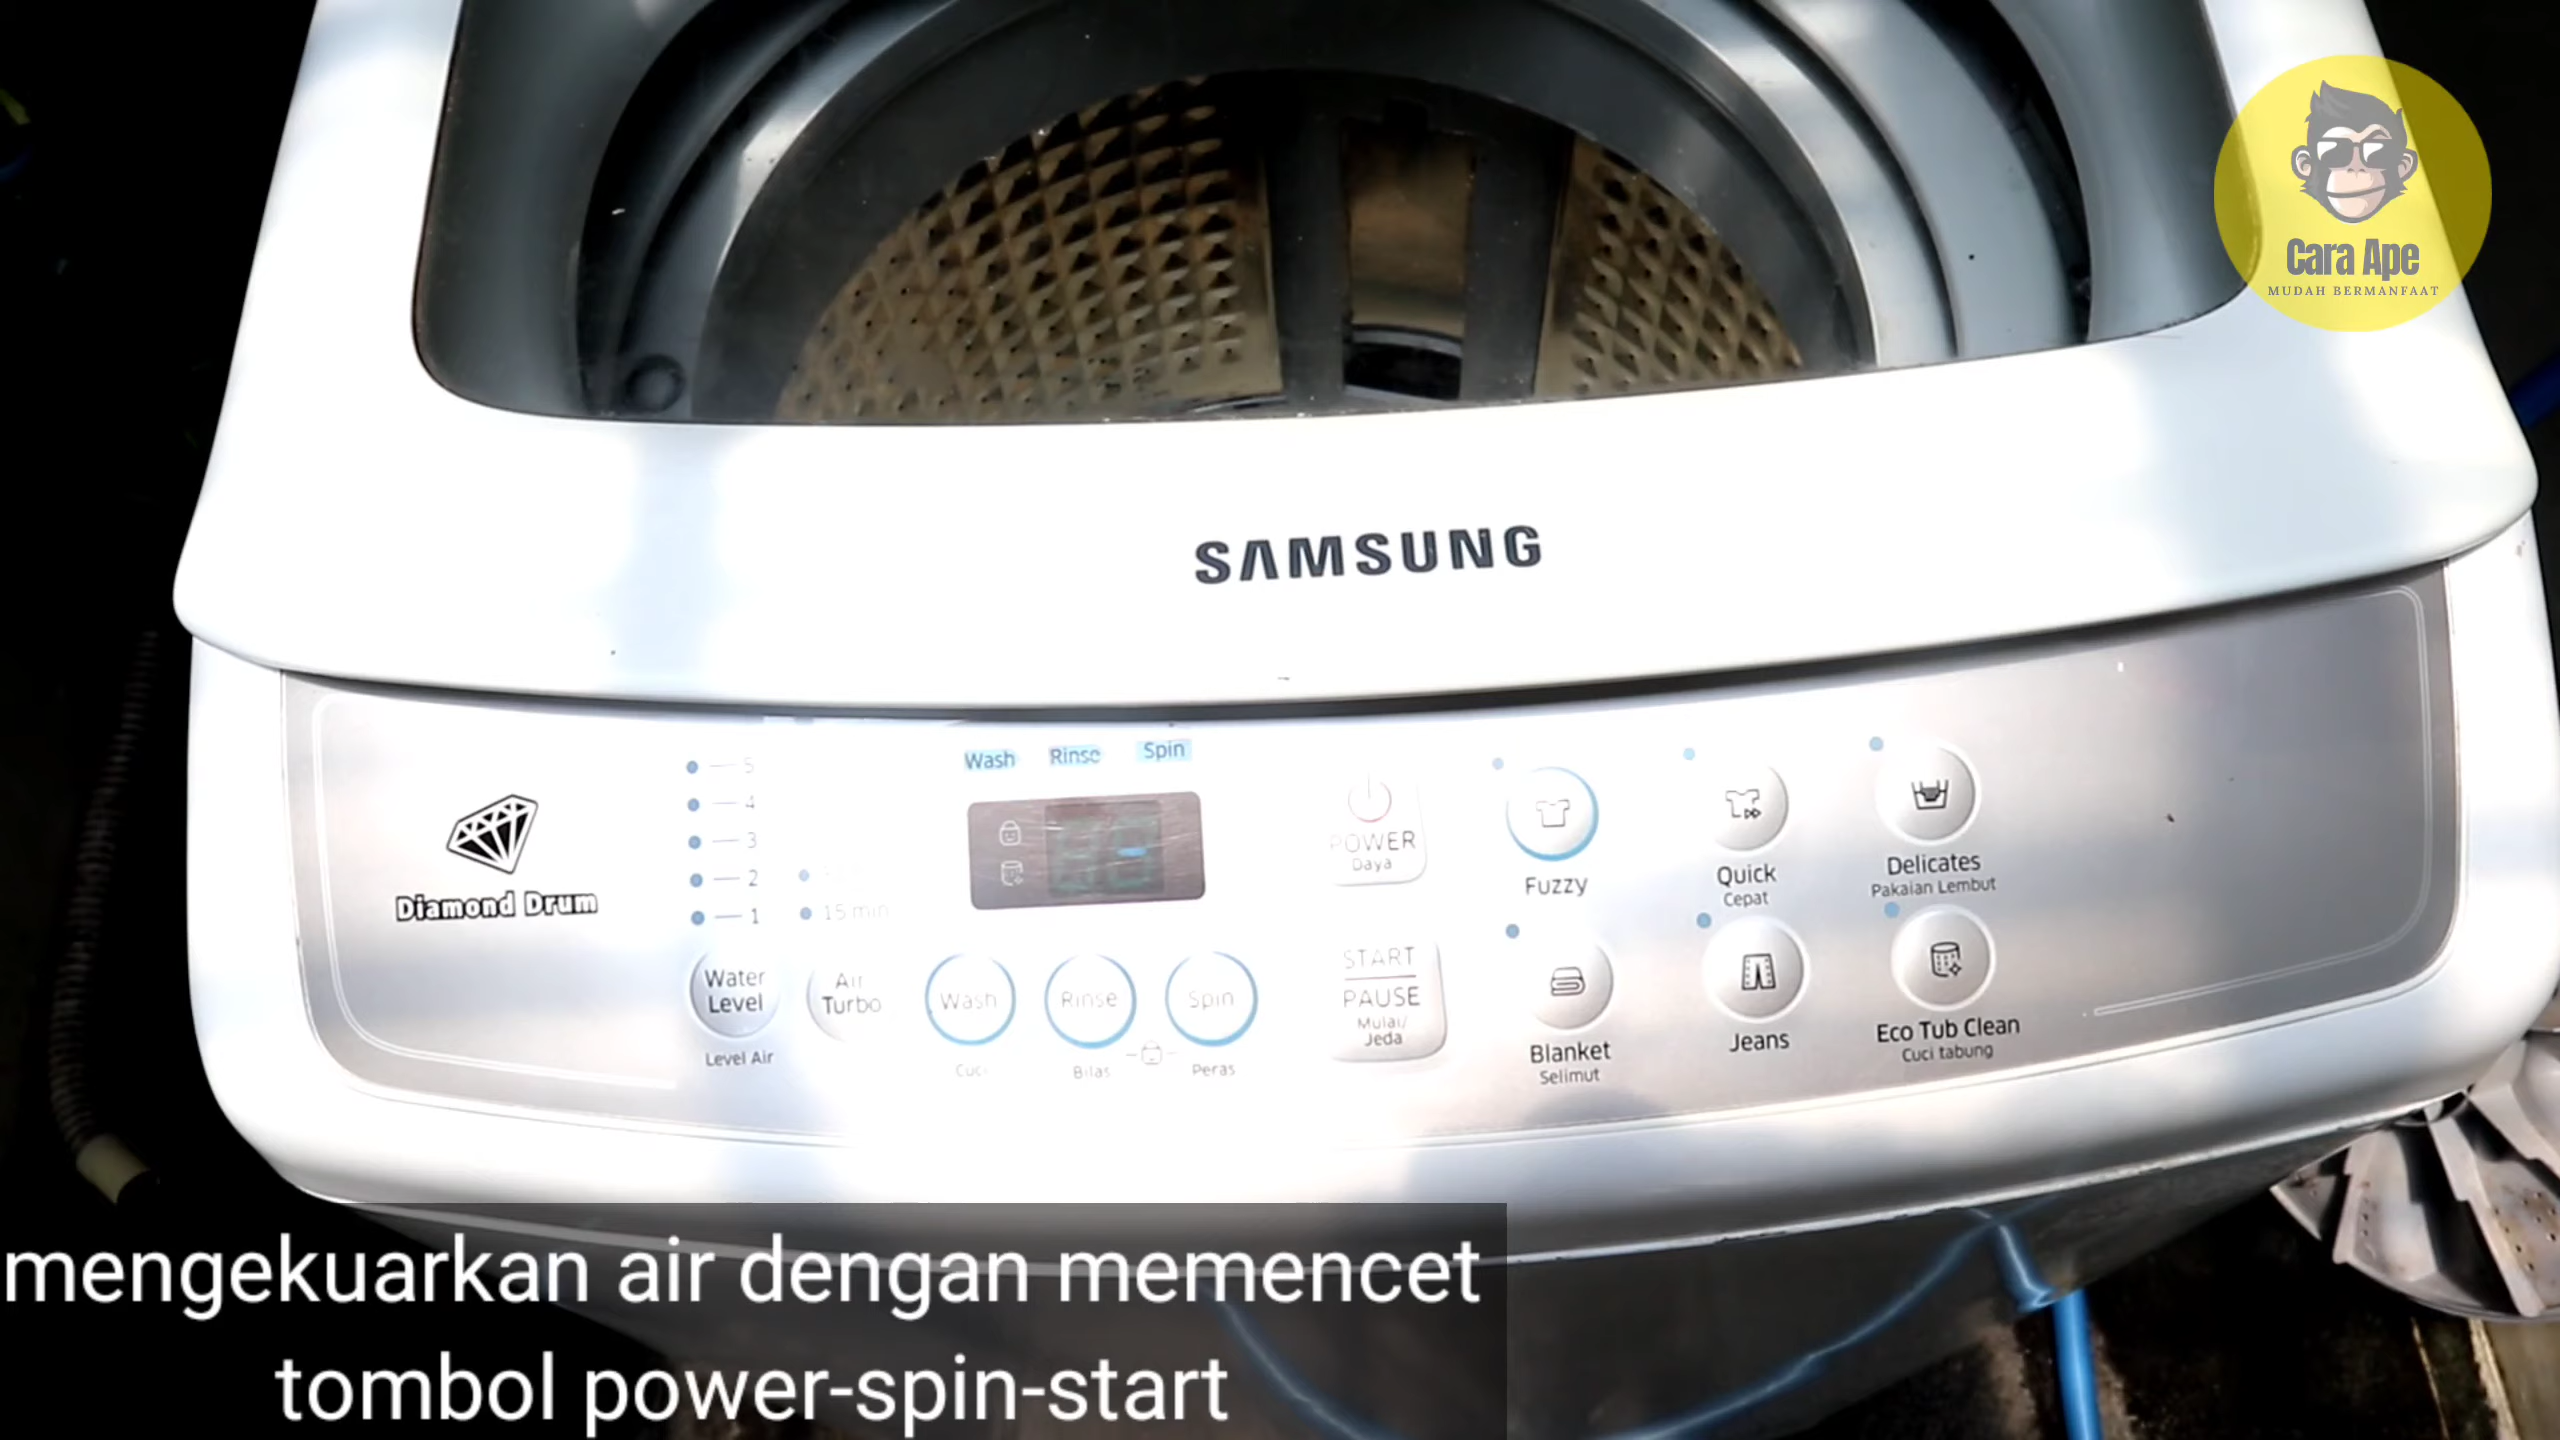 Cara Ape
MUDAH BERMANFAAT
SAMSUNG
Diamond Drum
5
4
3
2
1
15 min
Water
Level
Level Air
Air
Turbo
Wash Rinse Spin
Wash
Cuci
Rinse
Bilas
Spin
Peras
POWER
Daya
START
PAUSE
Mulai/
Jeda
Fuzzy
Quick
Cepat
Delicates
Pakaian Lembut
Blanket
Selimut
Jeans
Eco Tub Clean
Cuci tabung
mengekuarkan air dengan memencet
tombol power-spin-start